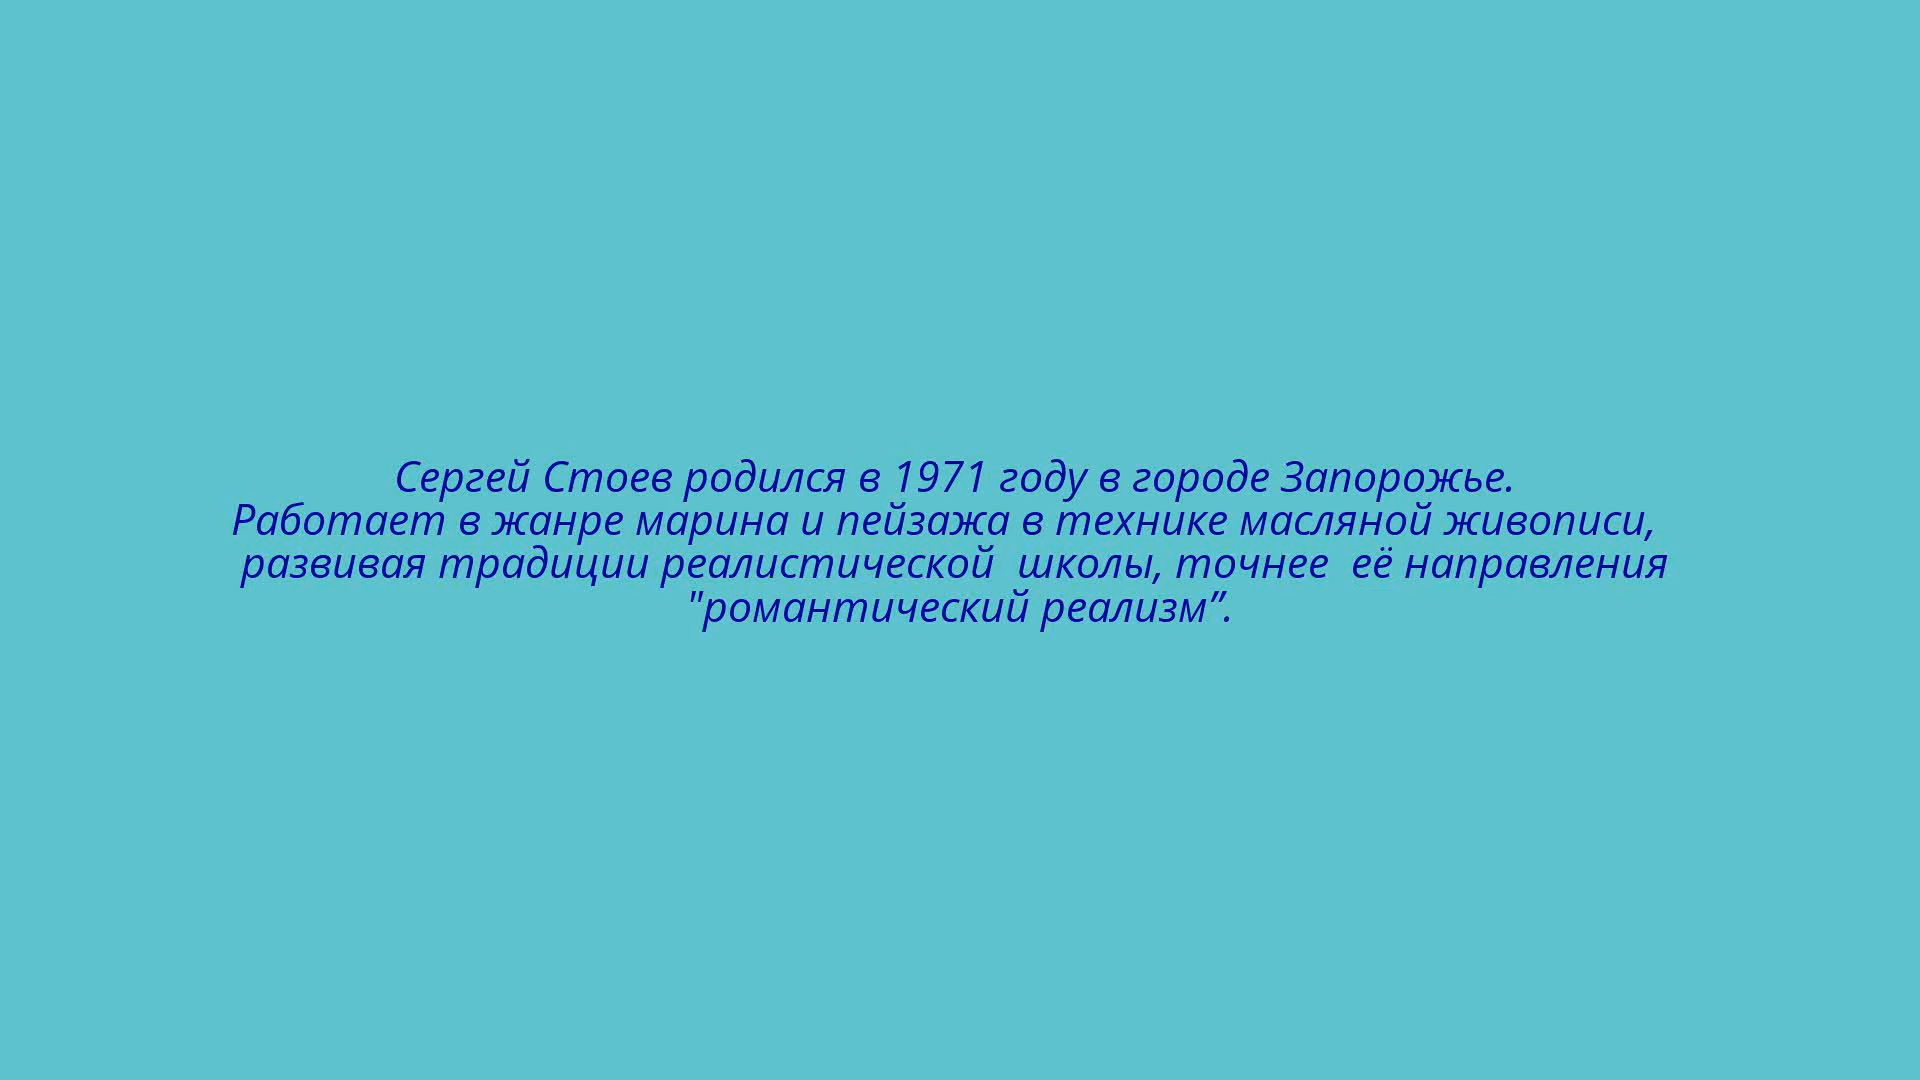 Сергей Стоев родился в 1971 году в городе Запорожье.
Работает в жанре марина и пейзажа в технике масляной живописи,
развивая традиции реалистической  школы, точнее  её направления
"романтический реализм”.